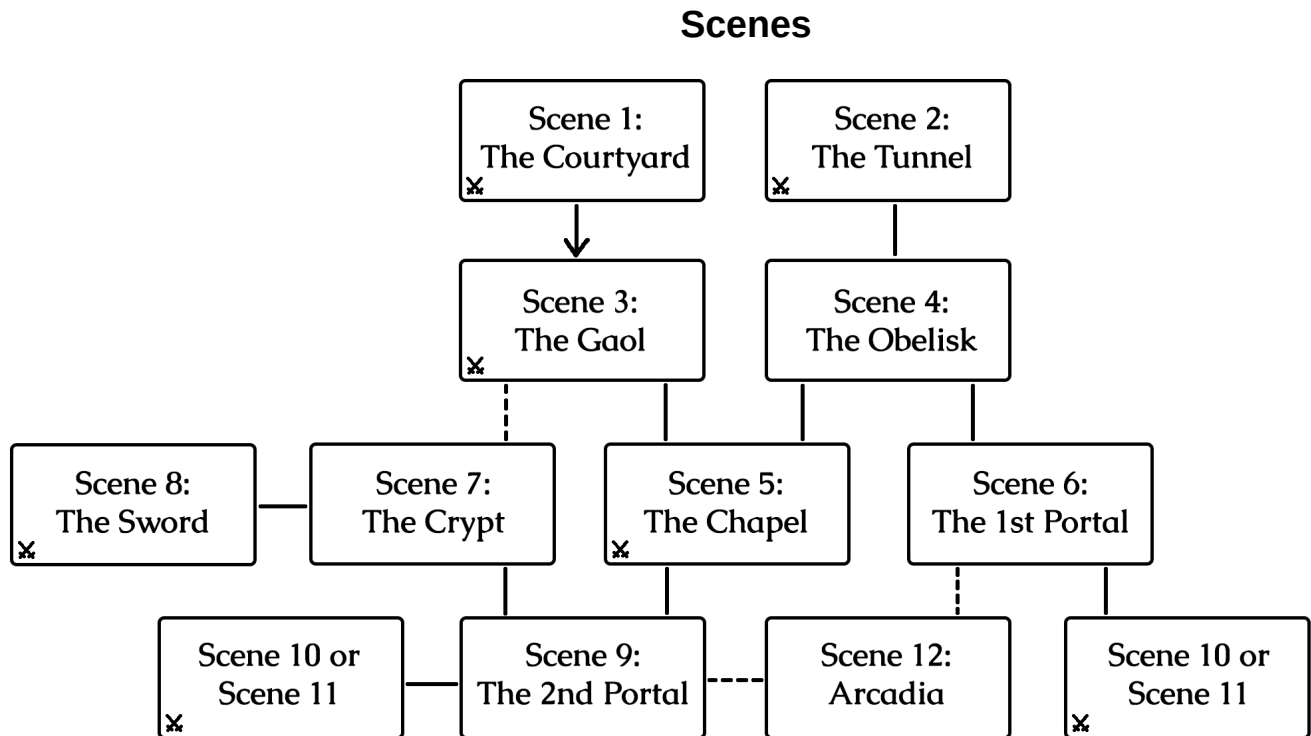 Scenes
Scene 1:
The Courtyard
Scene 2:
The Tunnel
Scene 3:
The Gaol
Scene 4:
The Obelisk
Scene 8:
The Sword
Scene 7:
The Crypt
Scene 5:
The Chapel
Scene 6:
The 1st Portal
Scene 10 or
Scene 11
Scene 9:
The 2nd Portal
Scene 12:
Arcadia
Scene 10 or
Scene 11